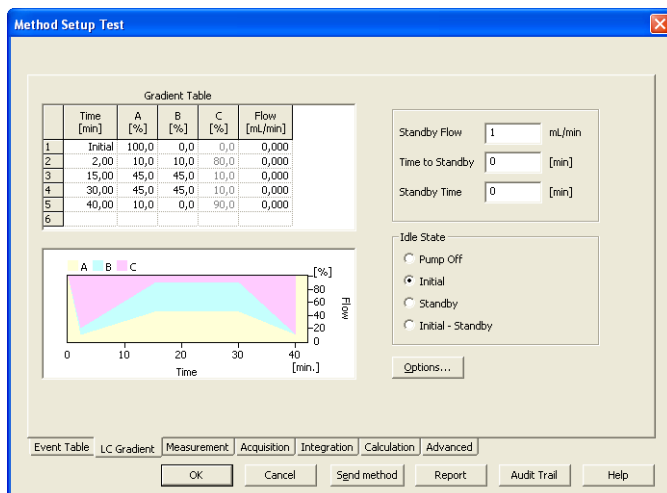 Method Setup Test
Gradient Table
Time [min] A [%] B [%] C [%] Flow [mL/min]
1 Initial 100,0 0,0 0,0 0,000
2 2,00 10,0 10,0 80,0 0,000
3 15,00 45,0 45,0 10,0 0,000
4 30,00 45,0 45,0 10,0 0,000
5 40,00 10,0 0,0 90,0 0,000
6
Standby Flow 1 mL/min
Time to Standby 0 [min]
Standby Time 0 [min]
Idle State
Pump Off
Initial
Standby
Initial - Standby
Options...
A B C
[%]
80
60
40
20
0
Flow
0 10 20 30 40
Time
[min.]
Event Table LC Gradient Measurement Acquisition Integration Calculation Advanced
OK Cancel Send method Report Audit Trail Help